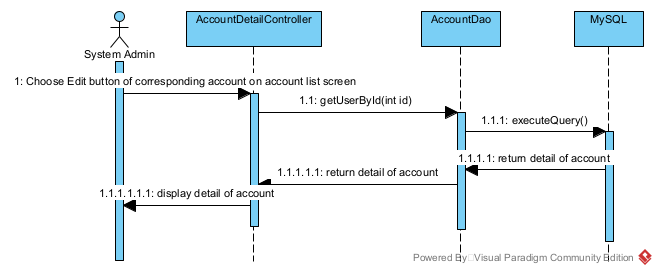 AccountDetailController
AccountDao
MySQL
System Admin
1: Choose Edit button of corresponding account on account list screen
1.1: getUserById(int id)
1.1.1: executeQuery()
1.1.1.1: return detail of account
1.1.1.1.1: return detail of account
1.1.1.1.1.1: display detail of account
Powered By Visual Paradigm Community Edition